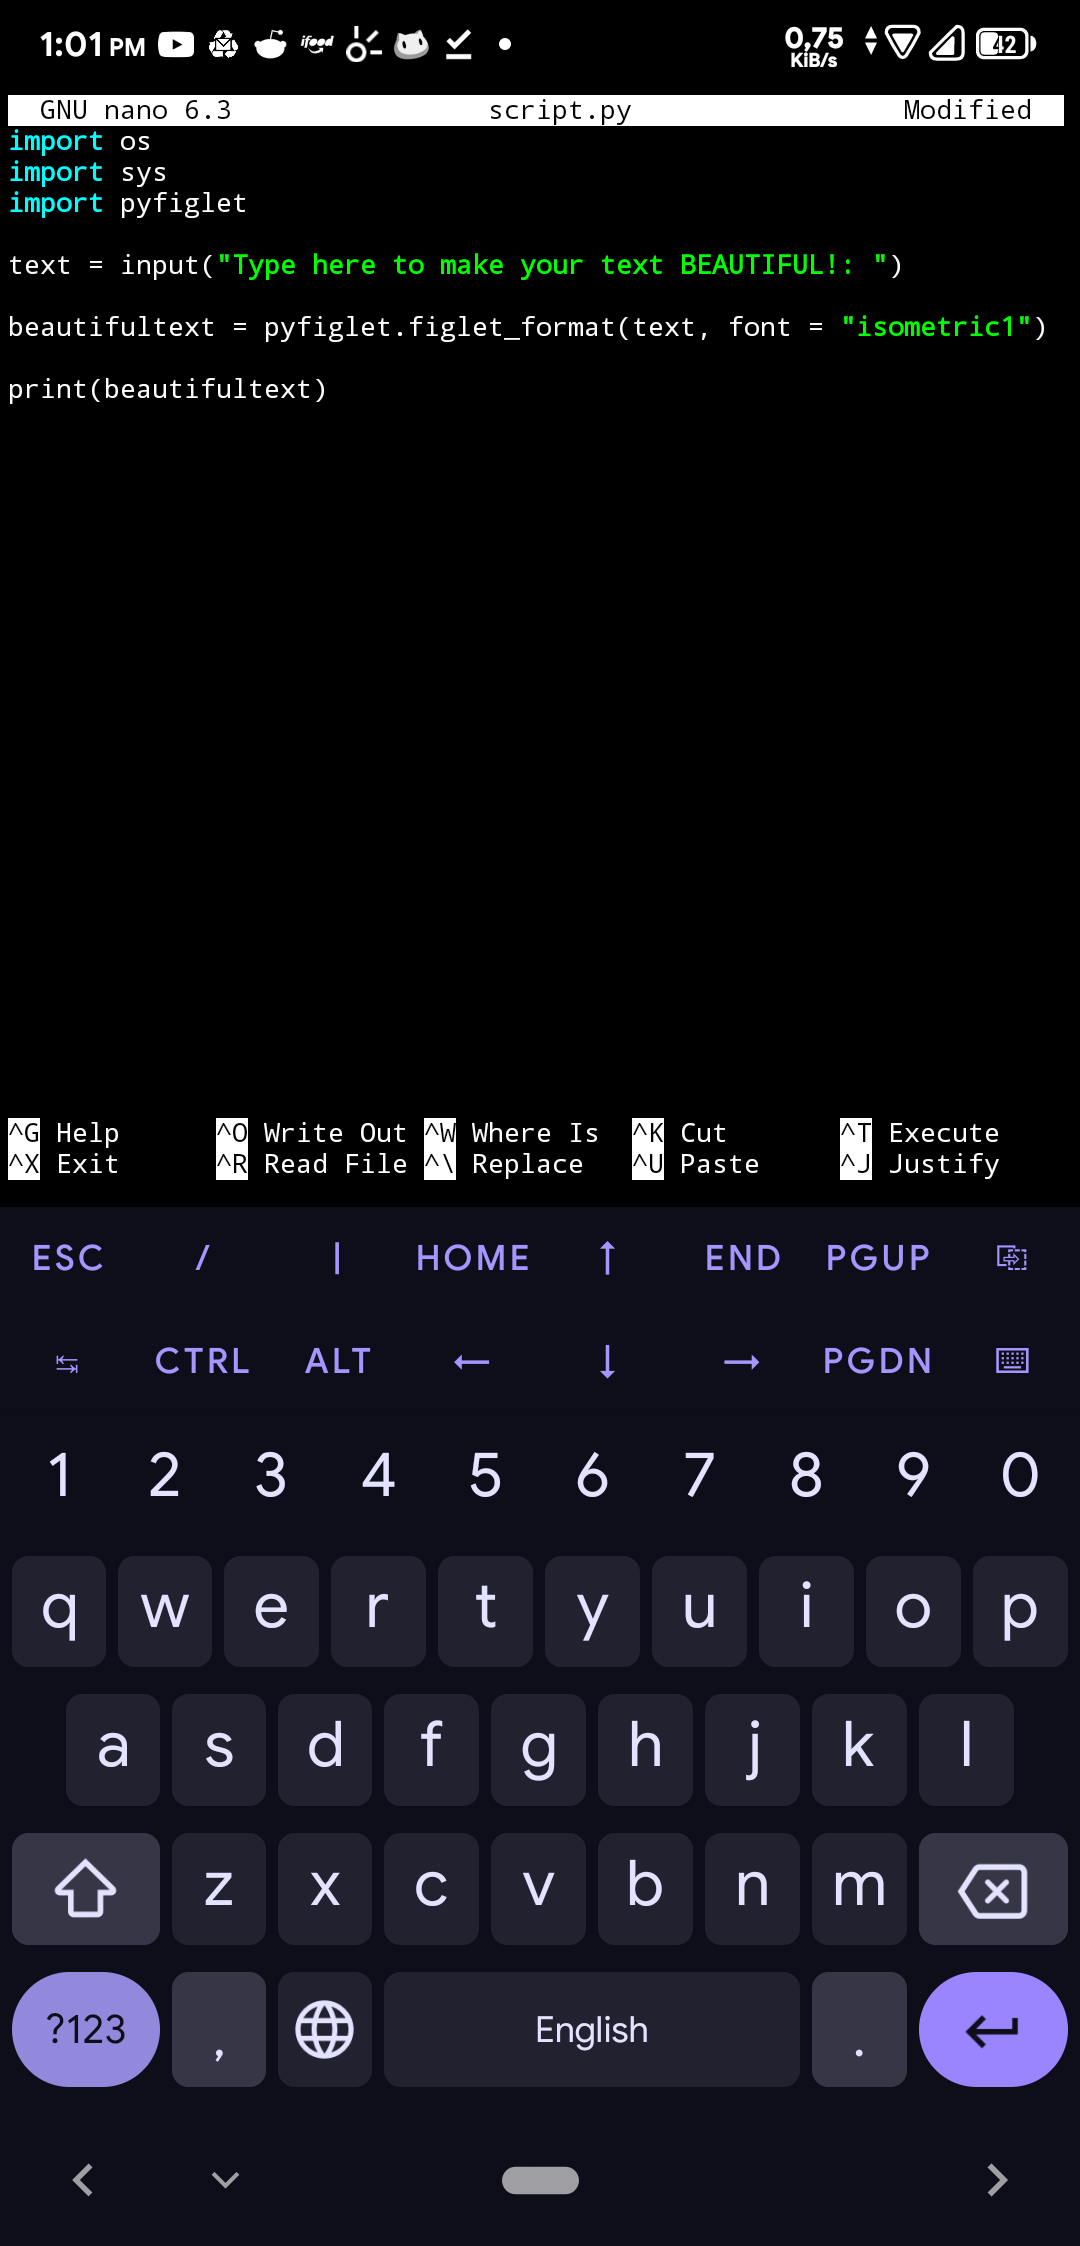 1:01 PM ifood 0,75 KiB/s 42
GNU nano 6.3 script.py Modified
import os
import sys
import pyfiglet
text = input("Type here to make your text BEAUTIFUL!: ")
beautifultext = pyfiglet.figlet_format(text, font = "isometric1")
print(beautifultext)
^G Help ^O Write Out ^W Where Is ^K Cut ^T Execute
^X Exit ^R Read File ^\ Replace ^U Paste ^J Justify
ESC / | HOME ↑ END PGUP
↹ CTRL ALT ← ↓ → PGDN
1 2 3 4 5 6 7 8 9 0
q w e r t y u i o p
a s d f g h j k l
z x c v b n m
?123 , English .